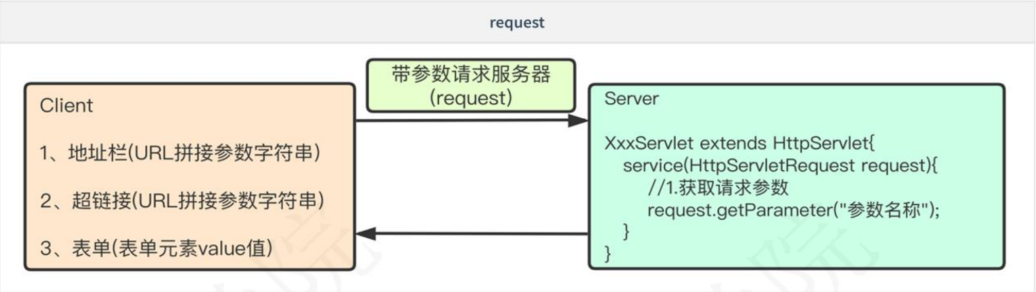 request
带参数请求服务器
(request)
Client
1、地址栏(URL拼接参数字符串)
2、超链接(URL拼接参数字符串)
3、表单(表单元素value值)
Server
XxxServlet extends HttpServlet{
service(HttpServletRequest request){
//1.获取请求参数
request.getParameter("参数名称");
}
}